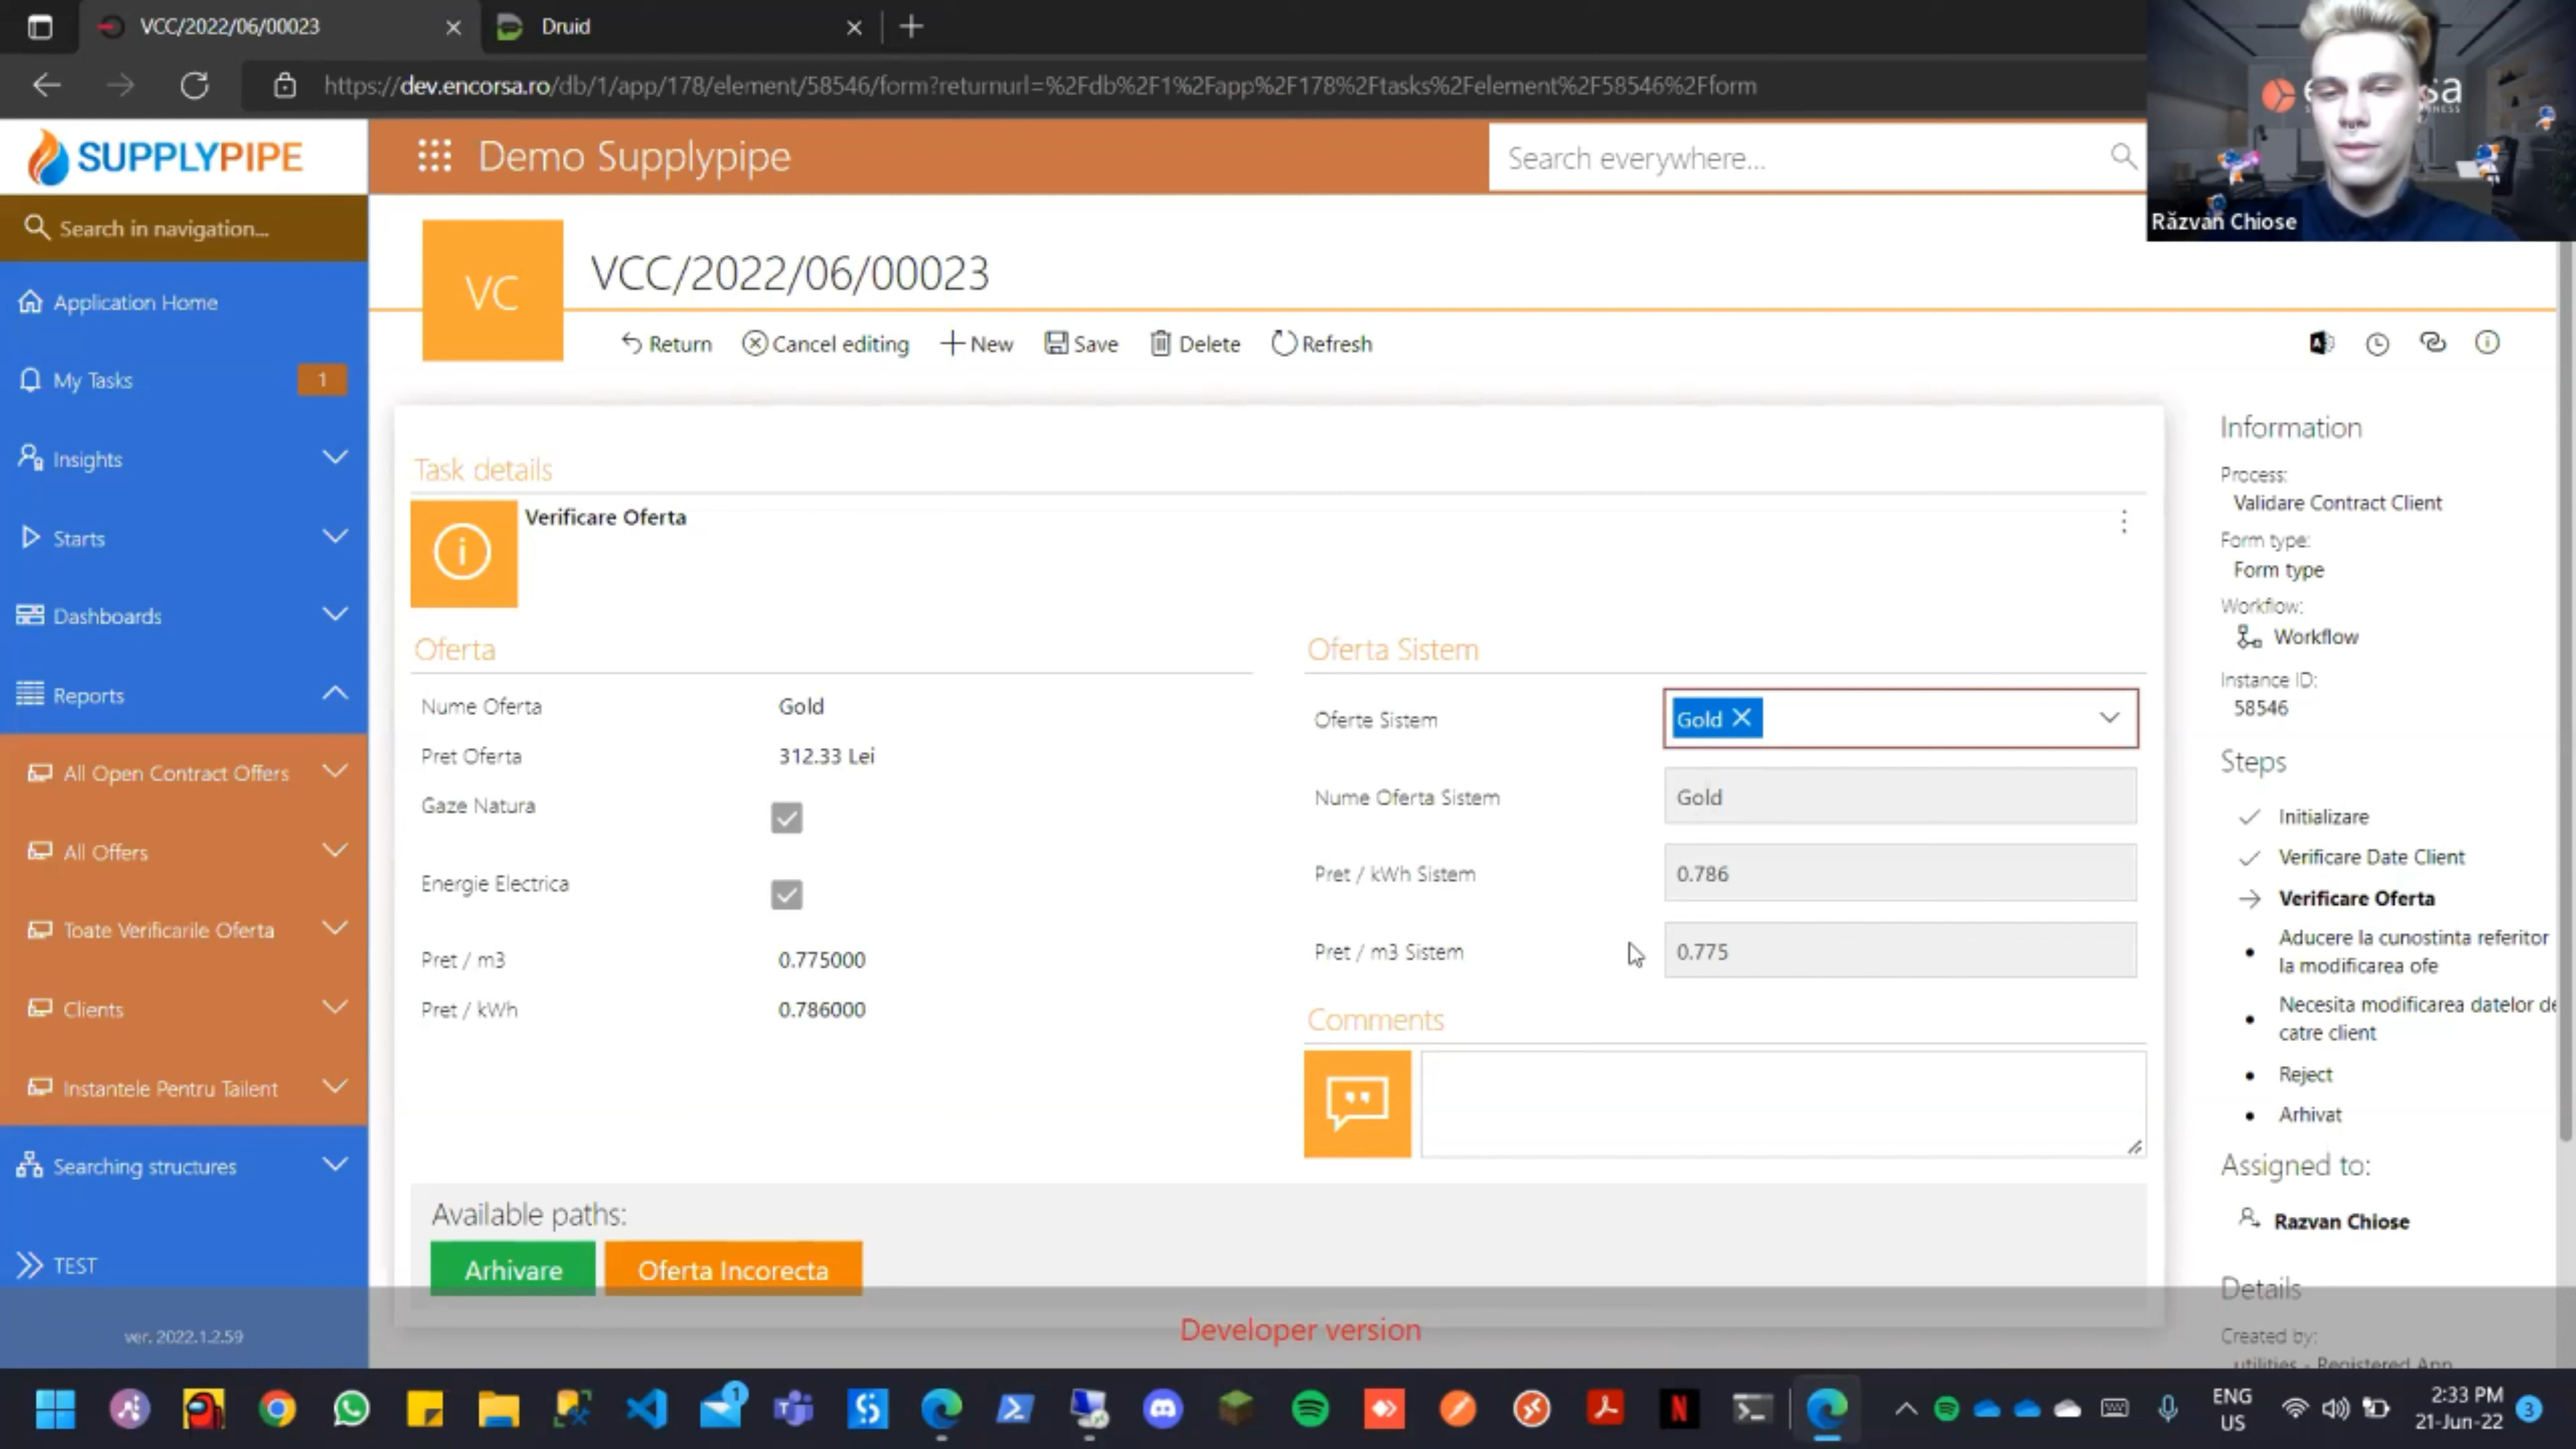 VCC/2022/06/00023
Druid
https://dev.encorsa.ro/db/1/app/178/element/58546/form?returnurl=%2Fdb%2F1%2Fapp%2F178%2Ftasks%2Felement%2F58546%2Fform
SUPPLYPIPE
Demo Supplypipe
Search everywhere...
Răzvan Chiose
Search in navigation...
Application Home
My Tasks 1
Insights
Starts
Dashboards
Reports
All Open Contract Offers
All Offers
Toate Verificarile Oferta
Clients
Instantele Pentru Tailent
Searching structures
TEST
ver. 2022.1.2.59
VC
VCC/2022/06/00023
Return Cancel editing New Save Delete Refresh
Task details
Verificare Oferta
Oferta
Nume Oferta Gold
Pret Oferta 312.33 Lei
Gaze Natura
Energie Electrica
Pret / m3 0.775000
Pret / kWh 0.786000
Oferta Sistem
Oferte Sistem Gold
Nume Oferta Sistem Gold
Pret / kWh Sistem 0.786
Pret / m3 Sistem 0.775
Comments
Available paths:
Arhivare Oferta Incorecta
Developer version
Information
Process:
Validare Contract Client
Form type:
Form type
Workflow:
Workflow
Instance ID:
58546
Steps
Initializare
Verificare Date Client
Verificare Oferta
Aducere la cunostinta referitor
la modificarea ofe
Necesita modificarea datelor de
catre client
Reject
Arhivat
Assigned to:
Razvan Chiose
Details
Created by:
utilities - Registered App
1
ENG
US
2:33 PM
21-Jun-22
3